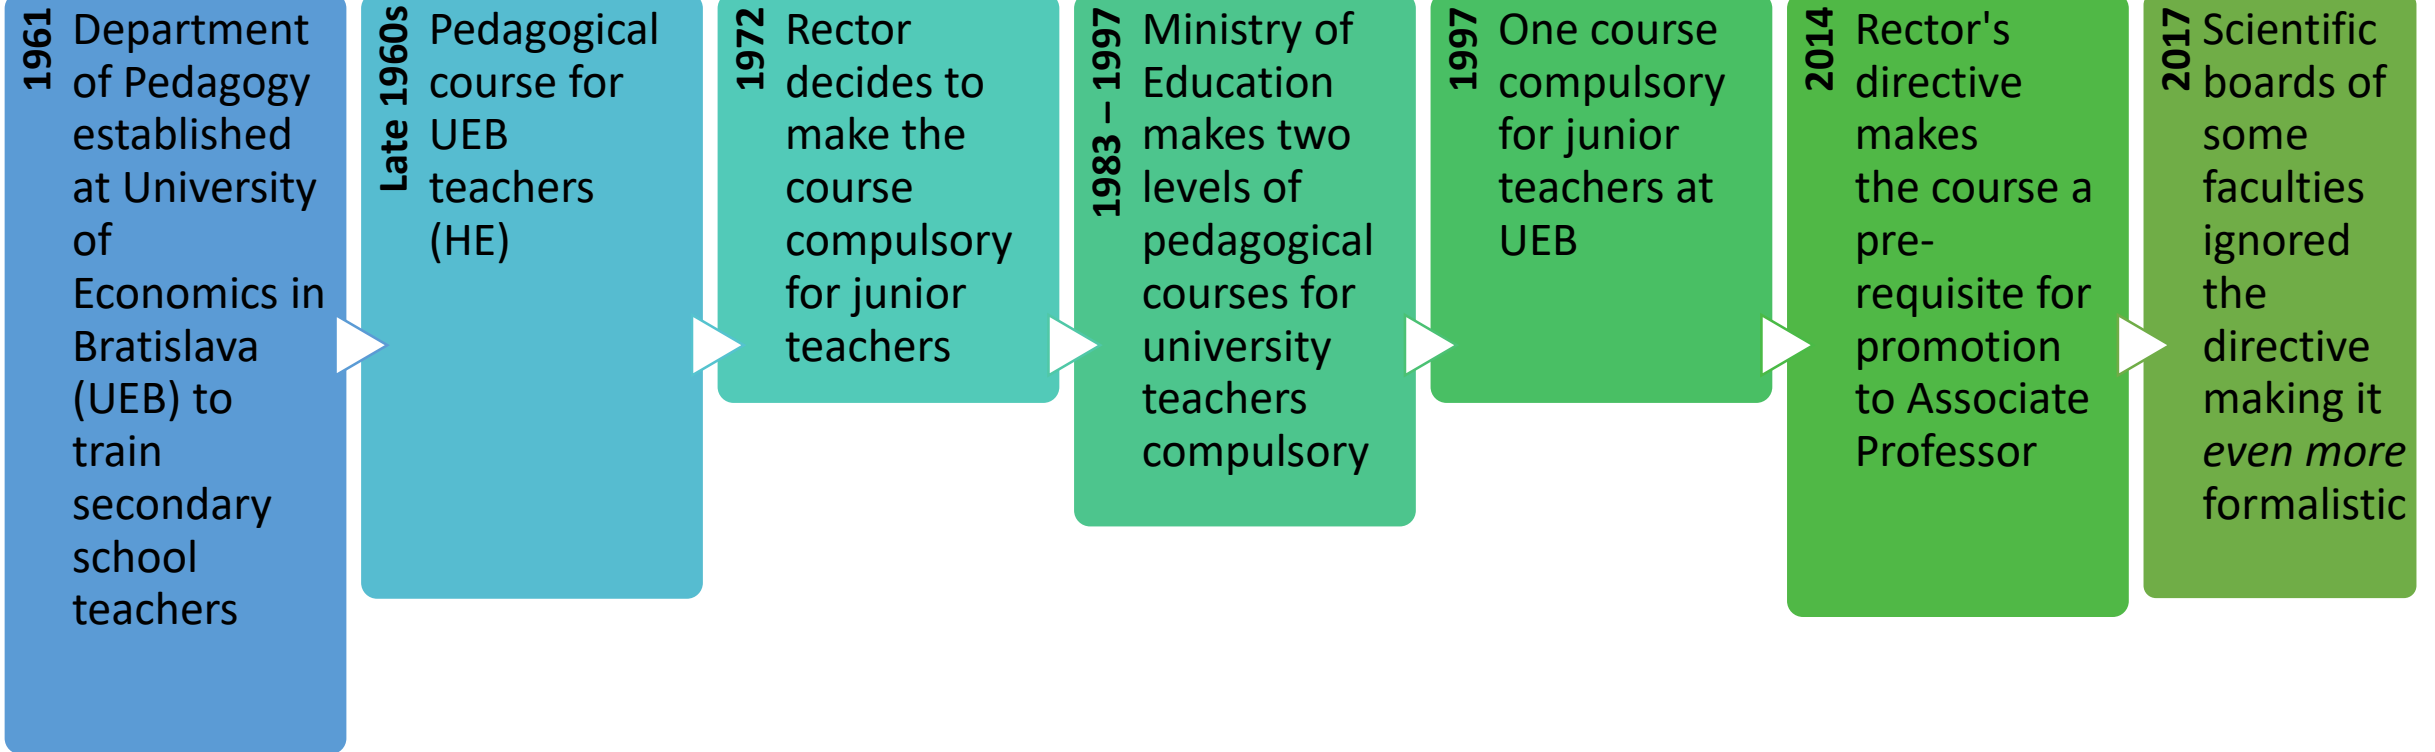 1961
Department
of Pedagogy
established
at University
of
Economics in
Bratislava
(UEB) to
train
secondary
school
teachers
Late 1960s
Pedagogical
course for
UEB
teachers
(HE)
1972
Rector
decides to
make the
course
compulsory
for junior
teachers
1983 – 1997
Ministry of
Education
makes two
levels of
pedagogical
courses for
university
teachers
compulsory
1997
One course
compulsory
for junior
teachers at
UEB
2014
Rector's
directive
makes
the course a
pre-
requisite for
promotion
to Associate
Professor
2017
Scientific
boards of
some
faculties
ignored
the
directive
making it
even more
formalistic